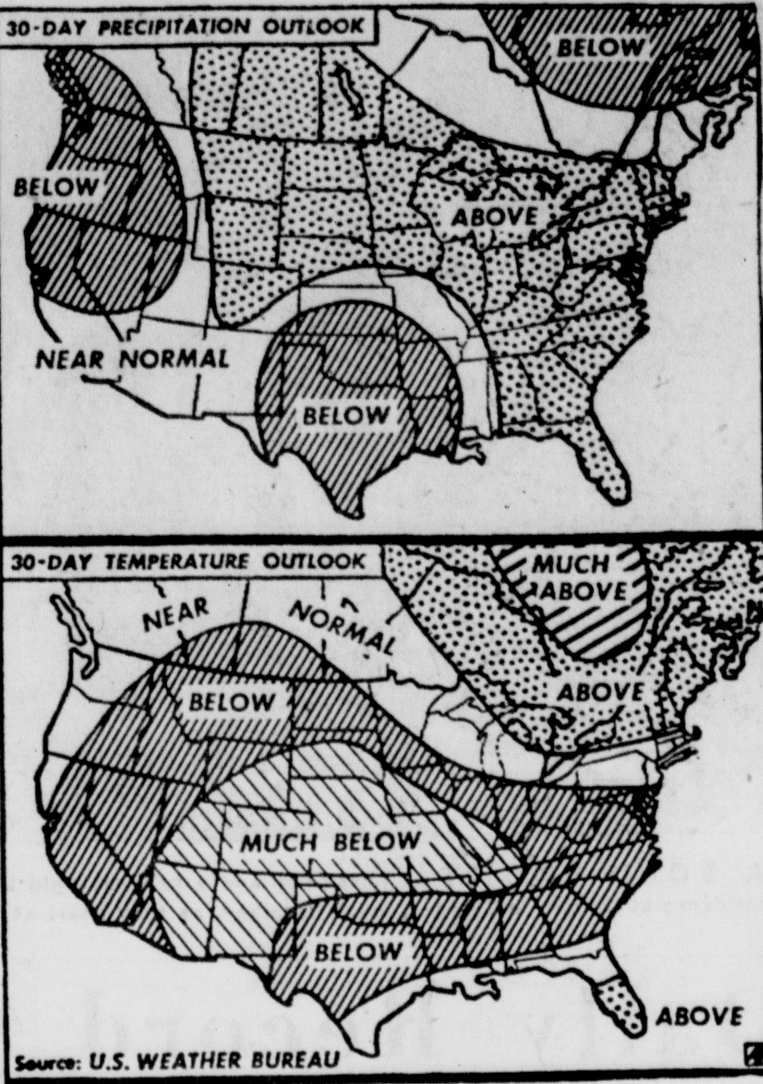 30-DAY PRECIPITATION OUTLOOK
BELOW
BELOW
ABOVE
NEAR NORMAL
BELOW
30-DAY TEMPERATURE OUTLOOK
MUCH
ABOVE
NEAR
NORMAL
BELOW
ABOVE
MUCH BELOW
BELOW
ABOVE
Source: U.S. WEATHER BUREAU